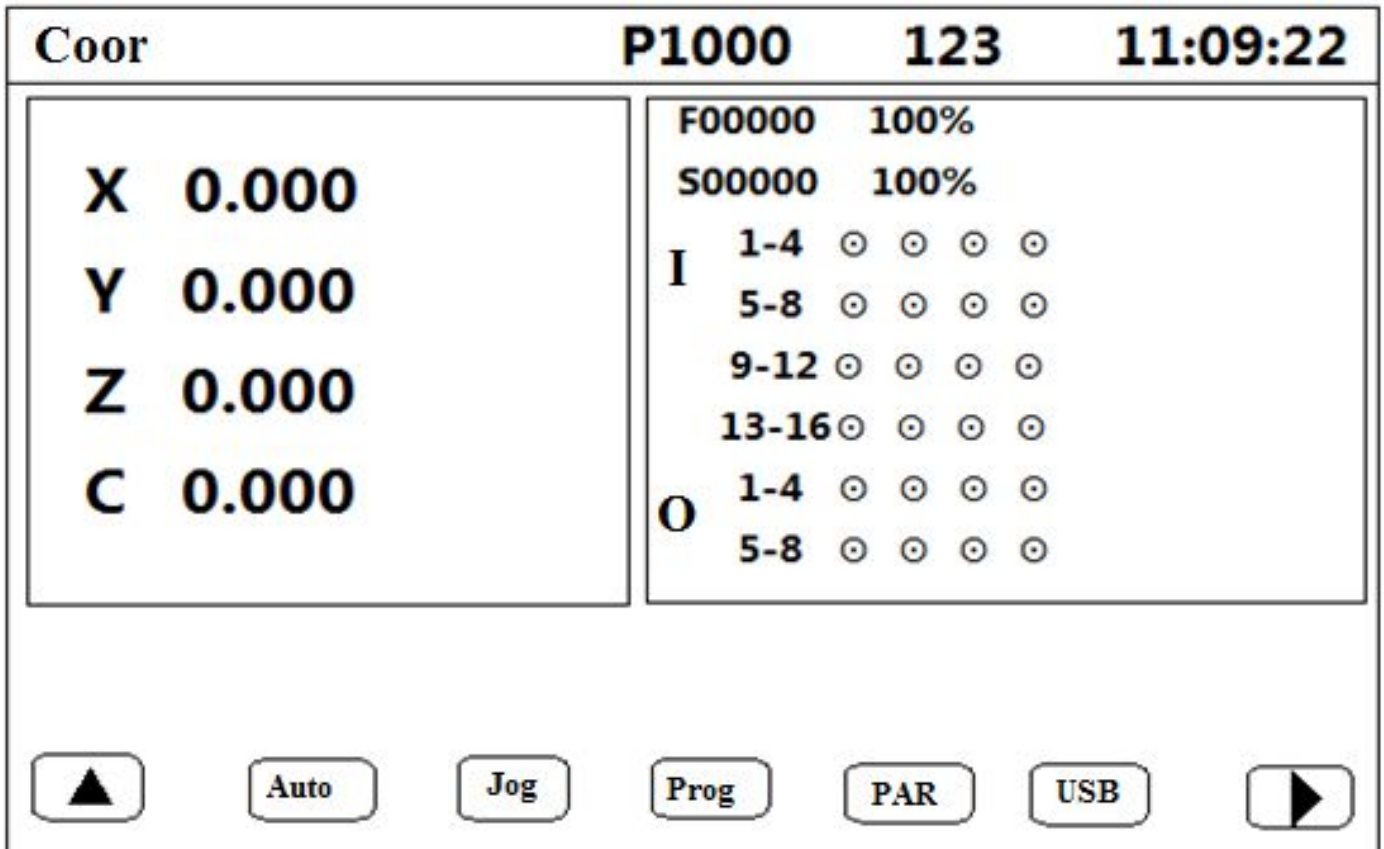 Coor P1000 123 11:09:22
X 0.000
Y 0.000
Z 0.000
C 0.000
F00000 100%
S00000 100%
I
1-4
5-8
9-12
13-16
O
1-4
5-8
Auto Jog Prog PAR USB